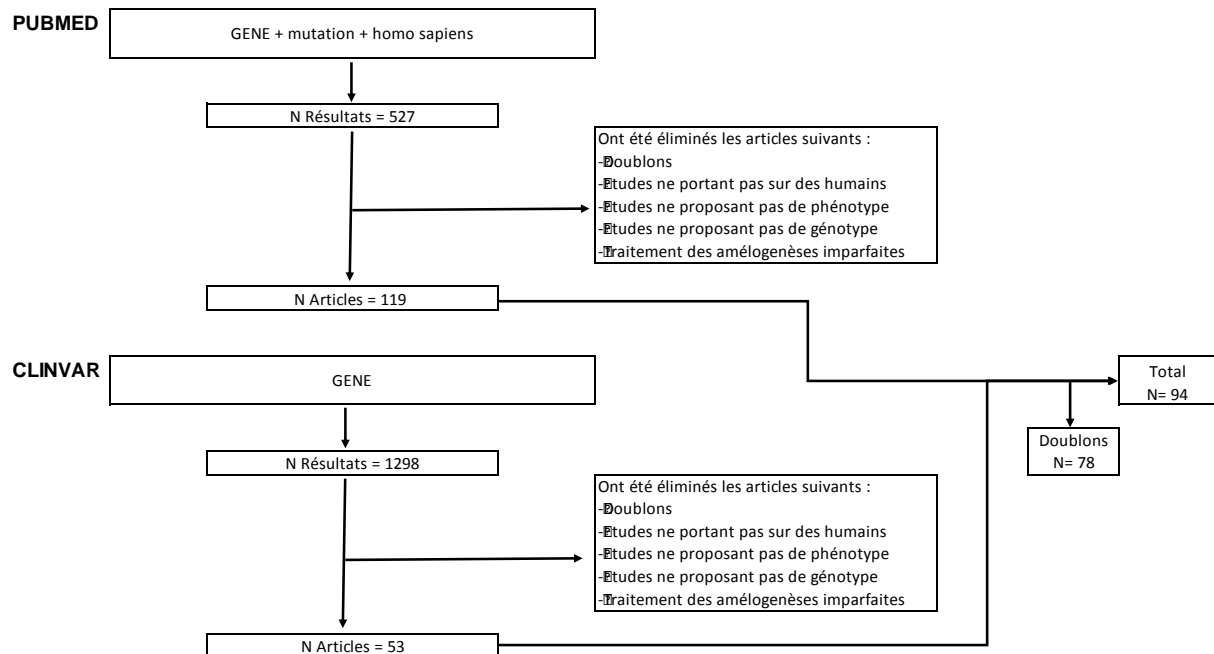 PUBMED
GENE + mutation + homo sapiens
N Résultats = 527
Ont été éliminés les articles suivants :
-Doublons
-Etudes ne portant pas sur des humains
-Etudes ne proposant pas de phénotype
-Etudes ne proposant pas de génotype
-Traitement des amélogenèses imparfaites
N Articles = 119
CLINVAR
GENE
Total
N= 94
Doublons
N= 78
N Résultats = 1298
Ont été éliminés les articles suivants :
-Doublons
-Etudes ne portant pas sur des humains
-Etudes ne proposant pas de phénotype
-Etudes ne proposant pas de génotype
-Traitement des amélogenèses imparfaites
N Articles = 53